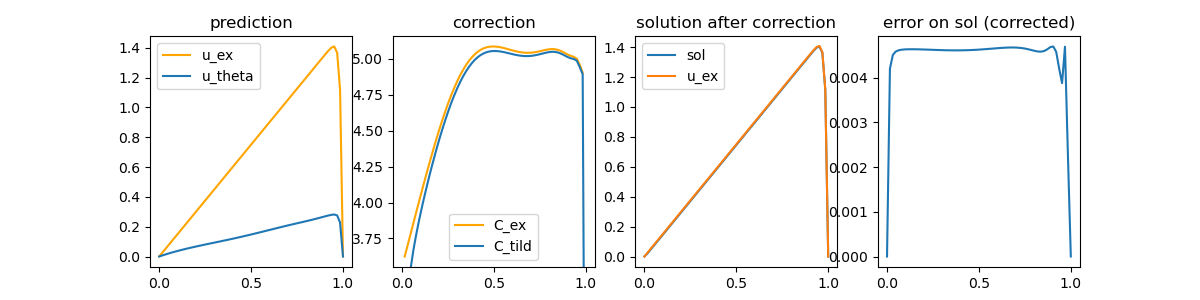 prediction
1.4
1.2
1.0
0.8
0.6
0.4
0.2
0.0
u_ex
u_theta
0.0 0.5 1.0
correction
5.00
4.75
4.50
4.25
4.00
3.75
C_ex
C_tild
0.0 0.5 1.0
solution after correction
1.4
1.2
1.0
0.8
0.6
0.4
0.2
0.0
sol
u_ex
0.0 0.5 1.0
error on sol (corrected)
0.004
0.003
0.002
0.001
0.000
0.0 0.5 1.0